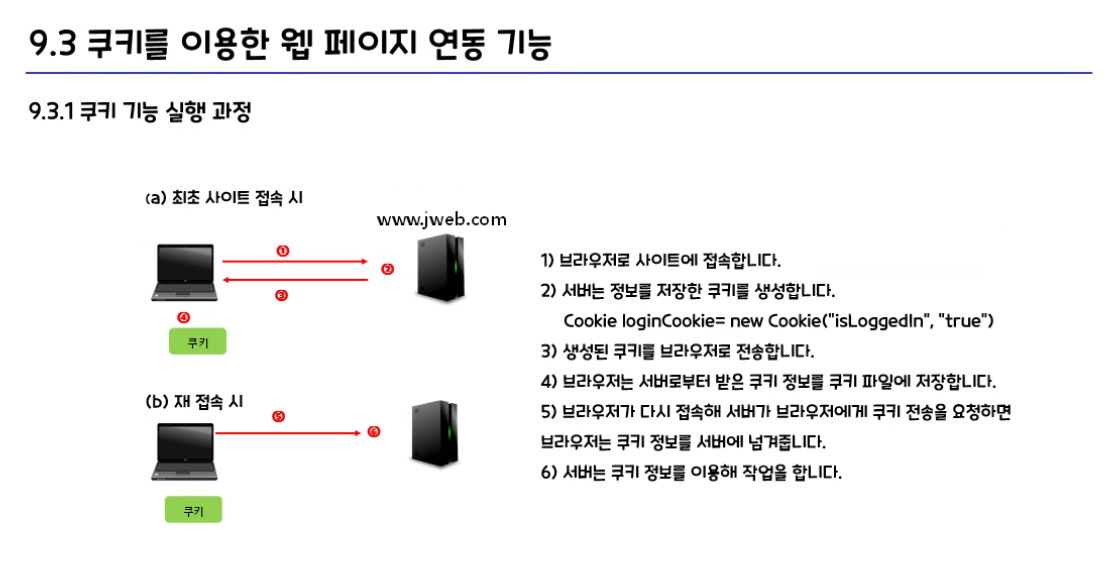 9.3 쿠키를 이용한 웹 페이지 연동 기능
9.3.1 쿠키 기능 실행 과정
(a) 최초 사이트 접속 시
www.jweb.com
①
②
③
④
쿠키
(b) 재 접속 시
⑤
⑥
쿠키
1) 브라우저로 사이트에 접속합니다.
2) 서버는 정보를 저장한 쿠키를 생성합니다.
Cookie loginCookie= new Cookie("isLoggedIn", "true")
3) 생성된 쿠키를 브라우저로 전송합니다.
4) 브라우저는 서버로부터 받은 쿠키 정보를 쿠키 파일에 저장합니다.
5) 브라우저가 다시 접속해 서버가 브라우저에게 쿠키 전송을 요청하면
브라우저는 쿠키 정보를 서버에 넘겨줍니다.
6) 서버는 쿠키 정보를 이용해 작업을 합니다.